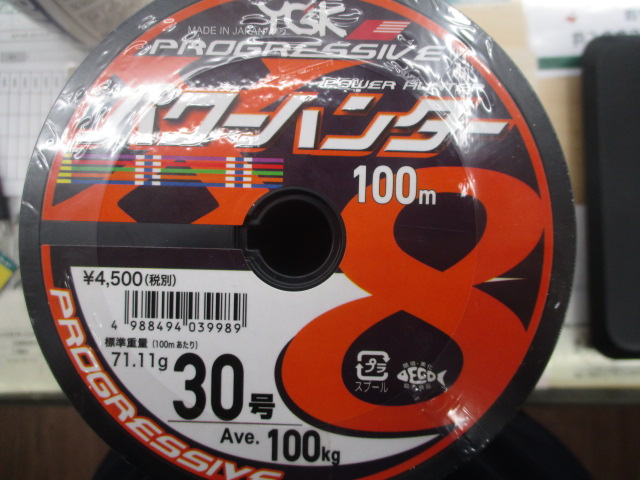 YGK
MADE IN JAPAN
PROGRESSIVE
POWER HUNTER
パワーハンター
100m
8
¥4,500(税別)
4 988494 039989
標準重量 (100mあたり)
71.11g
30号
Ave. 100kg
プラ
スプール
ECO
PROGRESSIVE